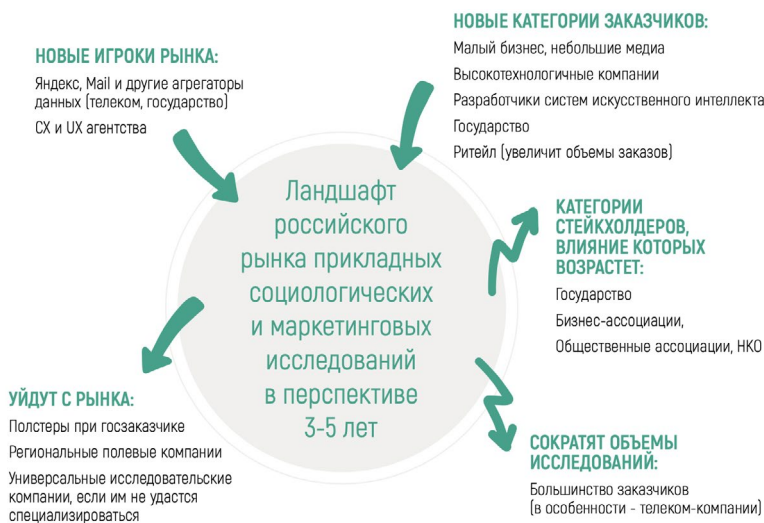 НОВЫЕ ИГРОКИ РЫНКА:
Яндекс, Mail и другие агрегаторы
данных (телеком, государство)
CX и UX агентства
НОВЫЕ КАТЕГОРИИ ЗАКАЗЧИКОВ:
Малый бизнес, небольшие медиа
Высокотехнологичные компании
Разработчики систем искусственного интеллекта
Государство
Ритейл (увеличит объемы заказов)
Ландшафт
российского
рынка прикладных
социологических
и маркетинговых
исследований
в перспективе
3-5 лет
КАТЕГОРИИ
СТЕЙКХОЛДЕРОВ,
ВЛИЯНИЕ КОТОРЫХ
ВОЗРАСТЕТ:
Государство
Бизнес-ассоциации,
Общественные ассоциации, НКО
УЙДУТ С РЫНКА:
Полстеры при госзаказчике
Региональные полевые компании
Универсальные исследовательские
компании, если им не удастся
специализироваться
СОКРАТЯТ ОБЪЕМЫ
ИССЛЕДОВАНИЙ:
Большинство заказчиков
(в особенности - телеком-компании)